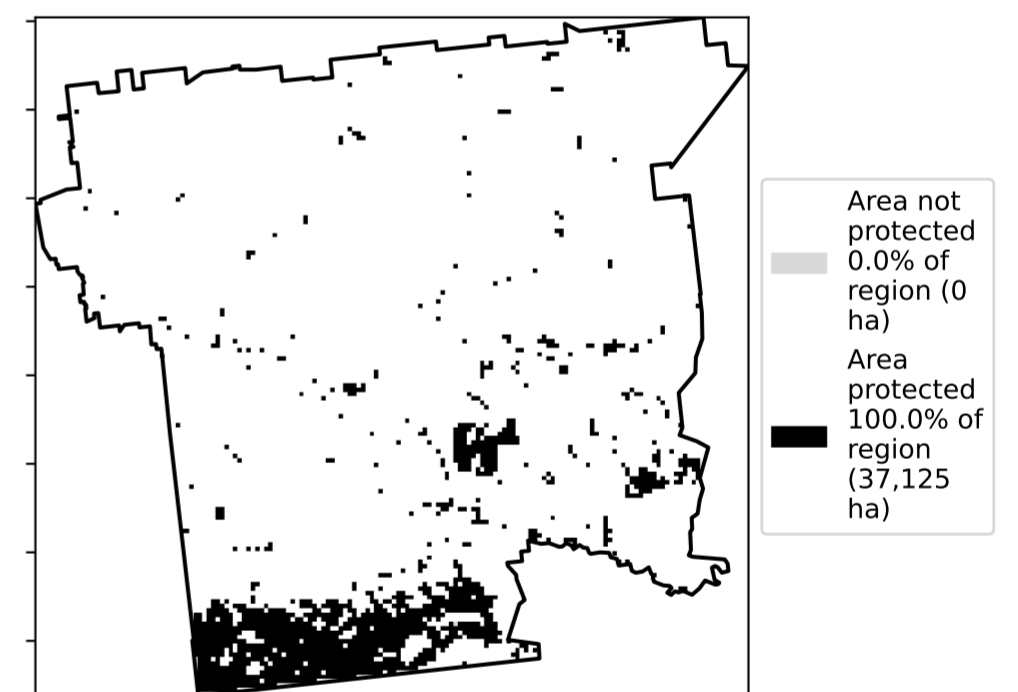 Area not
protected
0.0% of
region (0
ha)
Area
protected
100.0% of
region
(37,125
ha)